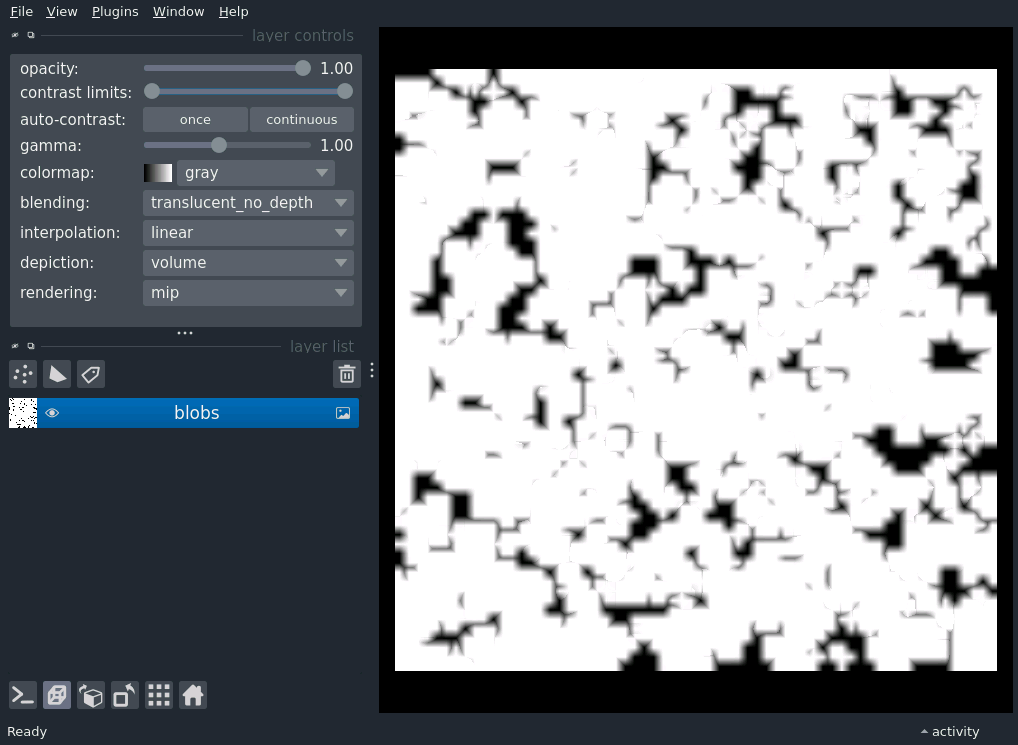 File View Plugins Window Help
layer controls
opacity: 1.00
contrast limits:
auto-contrast: once continuous
gamma: 1.00
colormap: gray
blending: translucent_no_depth
interpolation: linear
depiction: volume
rendering: mip
layer list
blobs
Ready activity